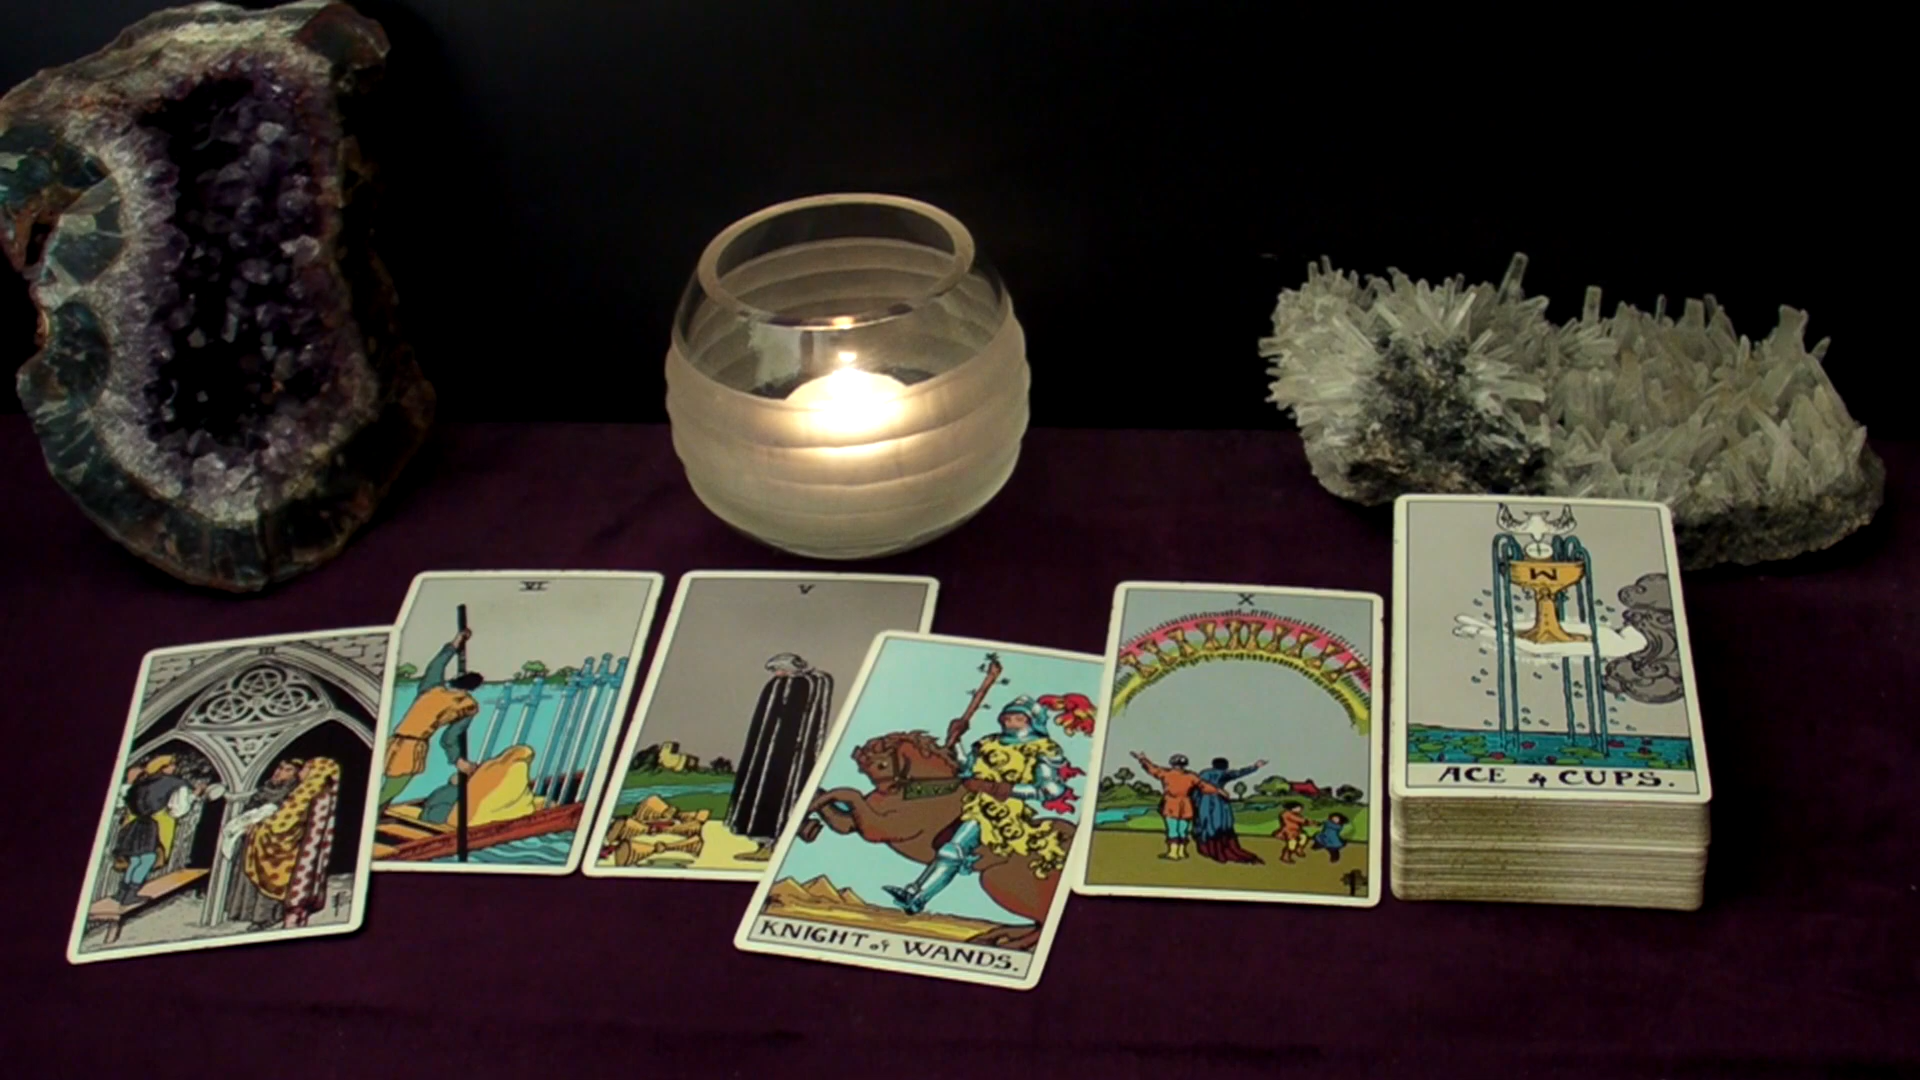 III
VI
V
KNIGHT of WANDS.
X
W
ACE of CUPS.